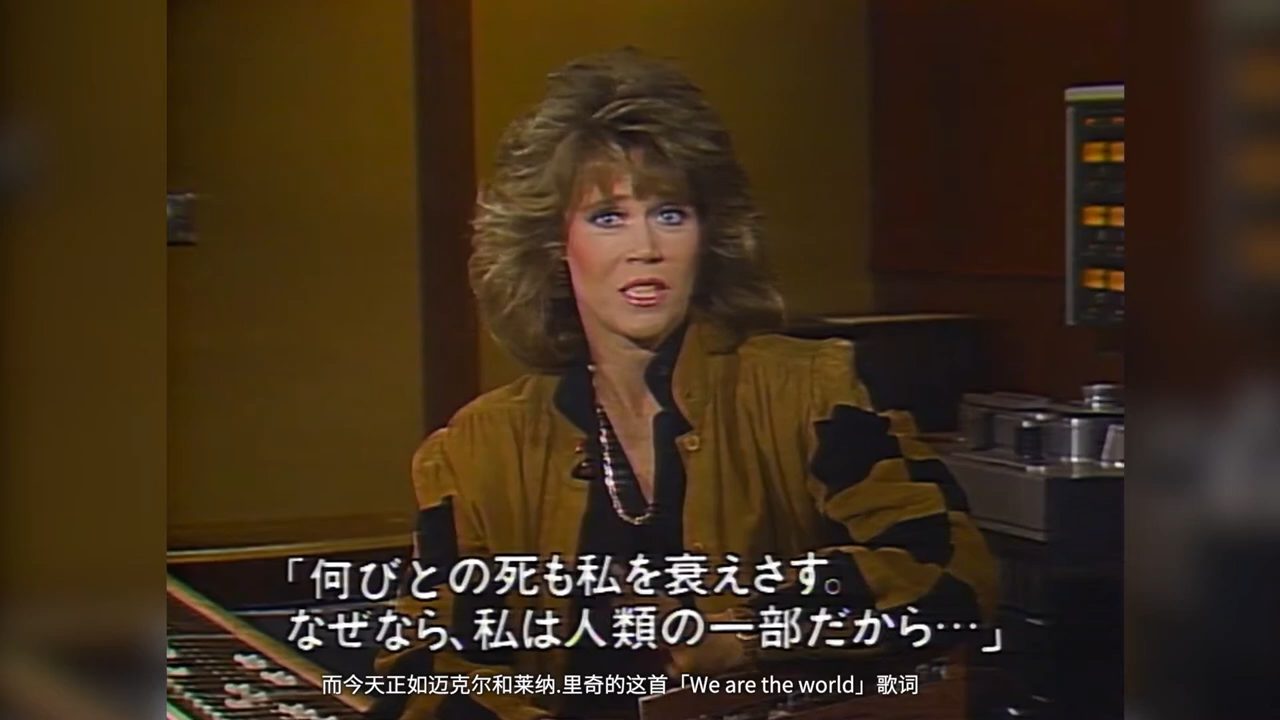 「何びとの死も私を衰えさす。
なぜなら、私は人類の一部だから…」
而今天正如迈克尔和莱纳.里奇的这首「We are the world」歌词